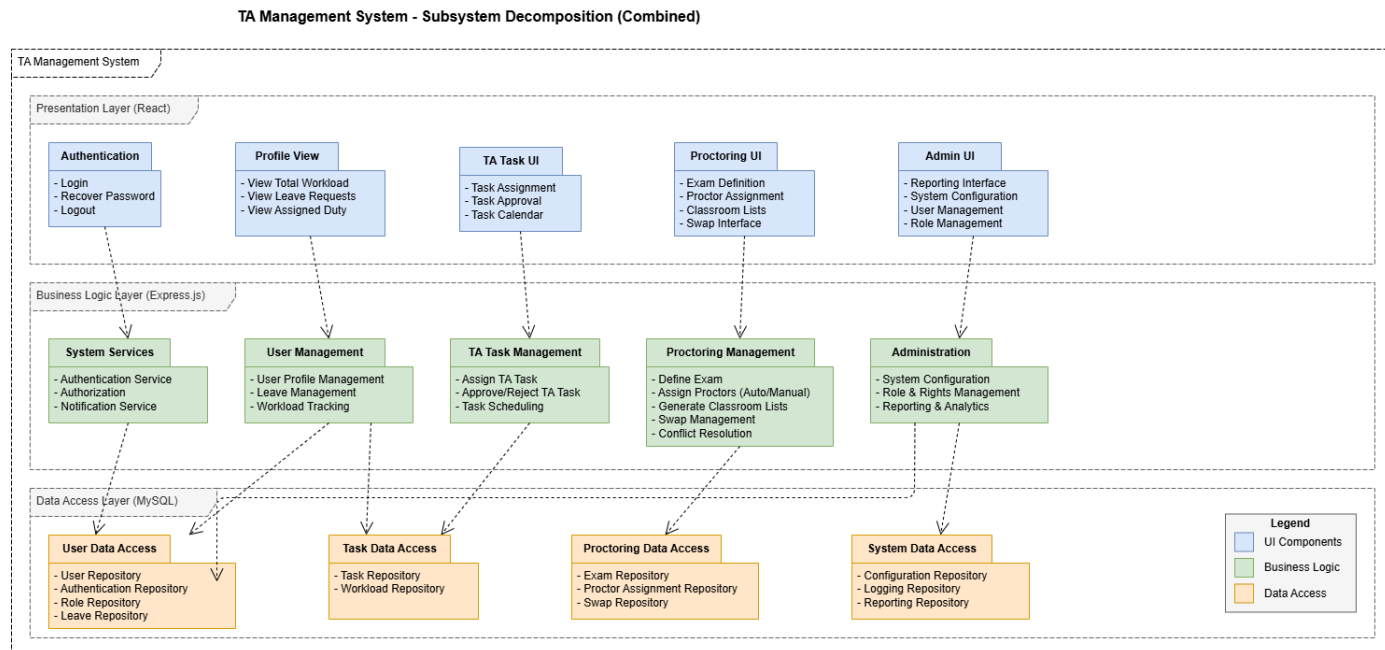 TA Management System - Subsystem Decomposition (Combined)
TA Management System
Presentation Layer (React)
Authentication
- Login
- Recover Password
- Logout
Profile View
- View Total Workload
- View Leave Requests
- View Assigned Duty
TA Task UI
- Task Assignment
- Task Approval
- Task Calendar
Proctoring UI
- Exam Definition
- Proctor Assignment
- Classroom Lists
- Swap Interface
Admin UI
- Reporting Interface
- System Configuration
- User Management
- Role Management
Business Logic Layer (Express.js)
System Services
- Authentication Service
- Authorization
- Notification Service
User Management
- User Profile Management
- Leave Management
- Workload Tracking
TA Task Management
- Assign TA Task
- Approve/Reject TA Task
- Task Scheduling
Proctoring Management
- Define Exam
- Assign Proctors (Auto/Manual)
- Generate Classroom Lists
- Swap Management
- Conflict Resolution
Administration
- System Configuration
- Role & Rights Management
- Reporting & Analytics
Data Access Layer (MySQL)
User Data Access
- User Repository
- Authentication Repository
- Role Repository
- Leave Repository
Task Data Access
- Task Repository
- Workload Repository
Proctoring Data Access
- Exam Repository
- Proctor Assignment Repository
- Swap Repository
System Data Access
- Configuration Repository
- Logging Repository
- Reporting Repository
Legend
UI Components
Business Logic
Data Access